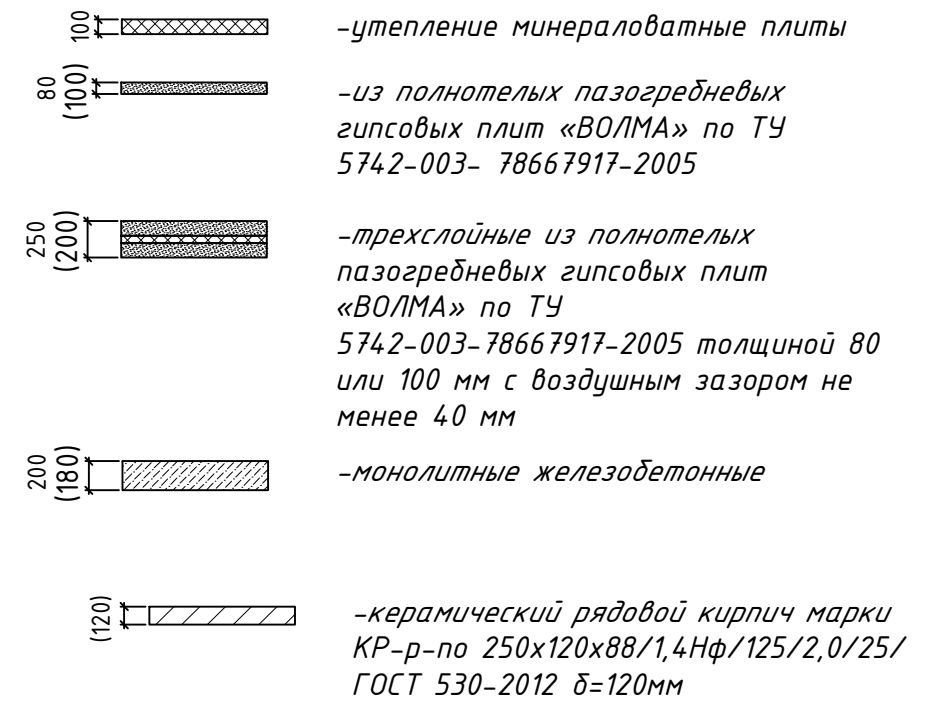 100
-утепление минераловатные плиты
80
(100)
-из полнотелых пазогребневых
гипсовых плит «ВОЛМА» по ТУ
5742-003- 78667917-2005
250
(200)
-трехслойные из полнотелых
пазогребневых гипсовых плит
«ВОЛМА» по ТУ
5742-003-78667917-2005 толщиной 80
или 100 мм с воздушным зазором не
менее 40 мм
200
(180)
-монолитные железобетонные
(120)
-керамический рядовой кирпич марки
КР-р-по 250х120х88/1,4Нф/125/2,0/25/
ГОСТ 530-2012 δ=120мм